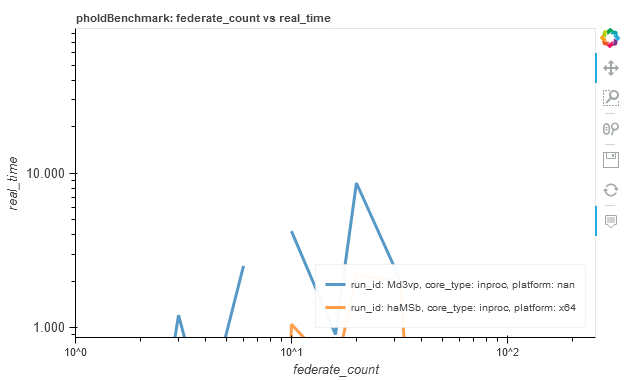 pholdBenchmark: federate_count vs real_time
real_time
10.000
1.000
run_id: Md3vp, core_type: inproc, platform: nan
run_id: haMSb, core_type: inproc, platform: x64
10^0
10^1
10^2
federate_count